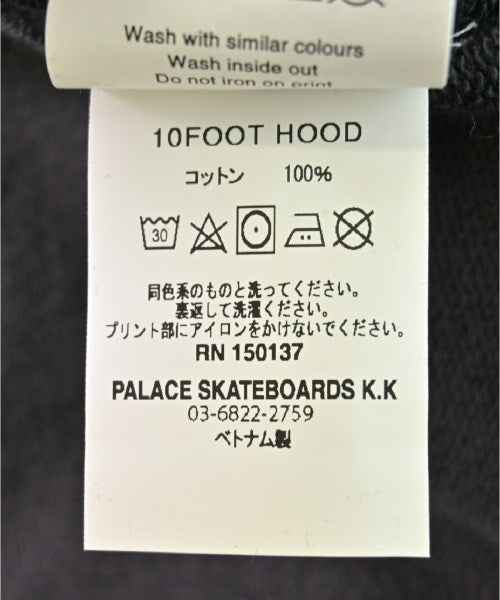 Wash with similar colours
Wash inside out
Do not iron on print
10FOOT HOOD
コットン 100%
30
同色系のものと洗ってください。
裏返して洗濯ください。
プリント部にアイロンをかけないでください。
RN 150137
PALACE SKATEBOARDS K.K
03-6822-2759
ベトナム製